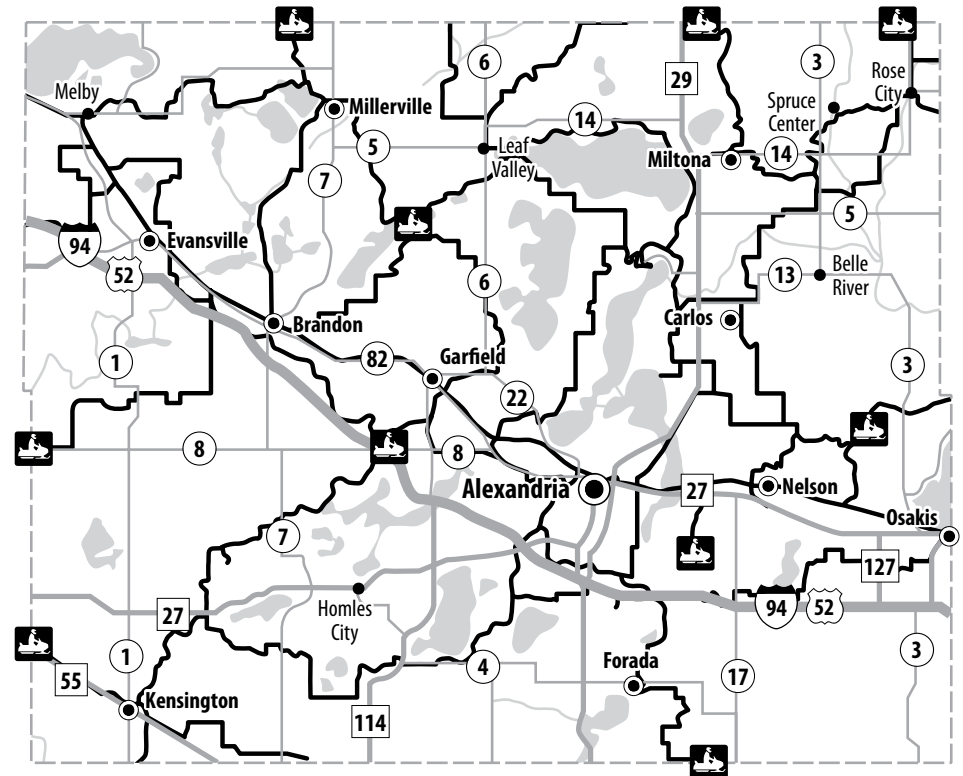 6
3
29
Rose
City
Melby
Spruce
Center
Millerville
14
5
Leaf
Valley
Miltona
14
7
5
94
Evansville
52
6
13
Belle
River
Brandon
Carlos
1
82
Garfield
3
22
8
8
Alexandria
27
Nelson
Osakis
7
127
27
Homles
City
94
52
1
4
Forada
17
3
55
Kensington
114